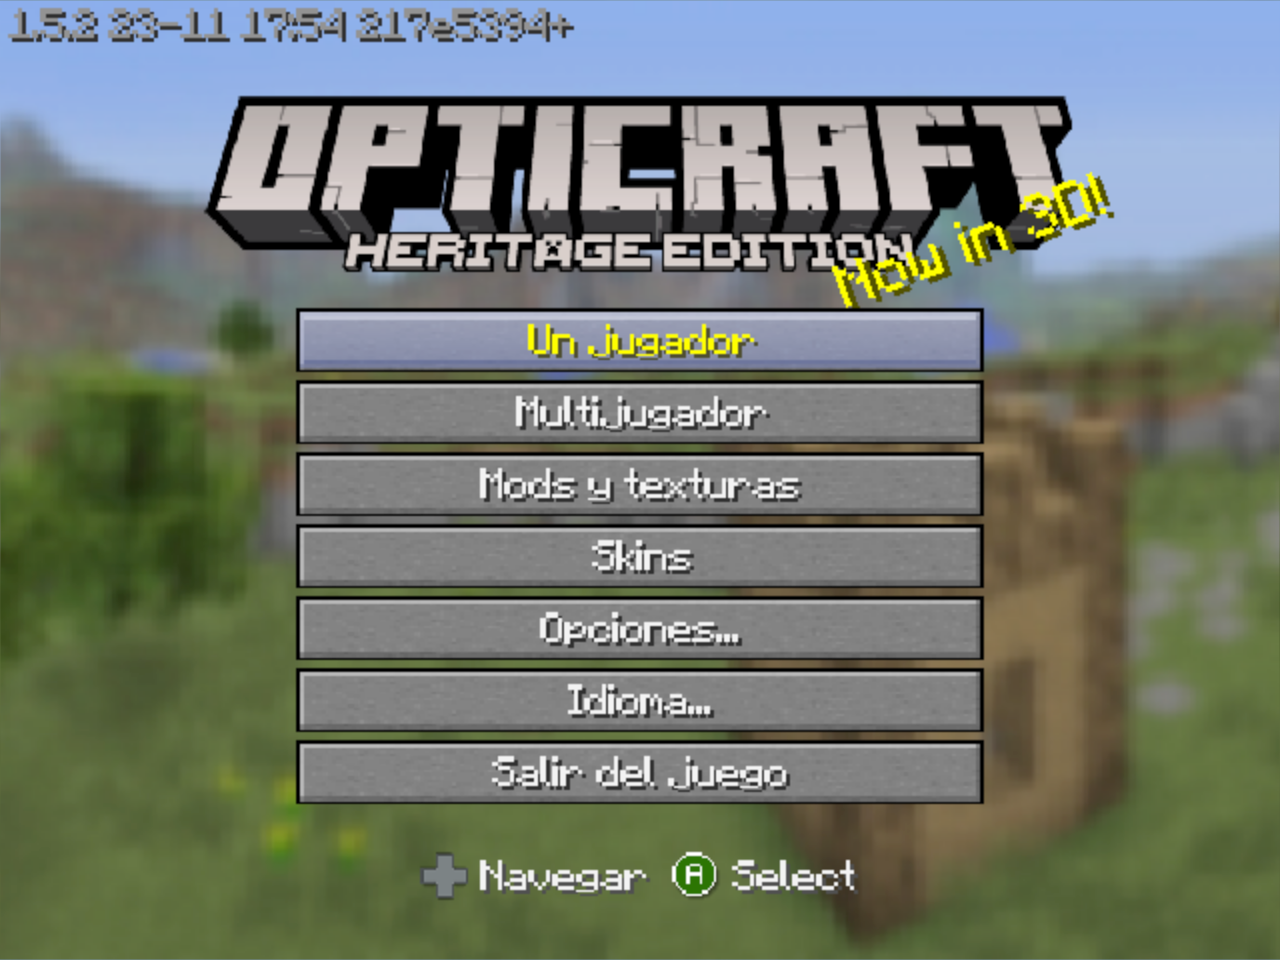 1.5.2 23-11 17:54 217e5394+
OPTICRAFT
HERITAGE EDITION
Now in 3D!
Un jugador
Multijugador
Mods y texturas
Skins
Opciones...
Idioma...
Salir del juego
Navegar A Select